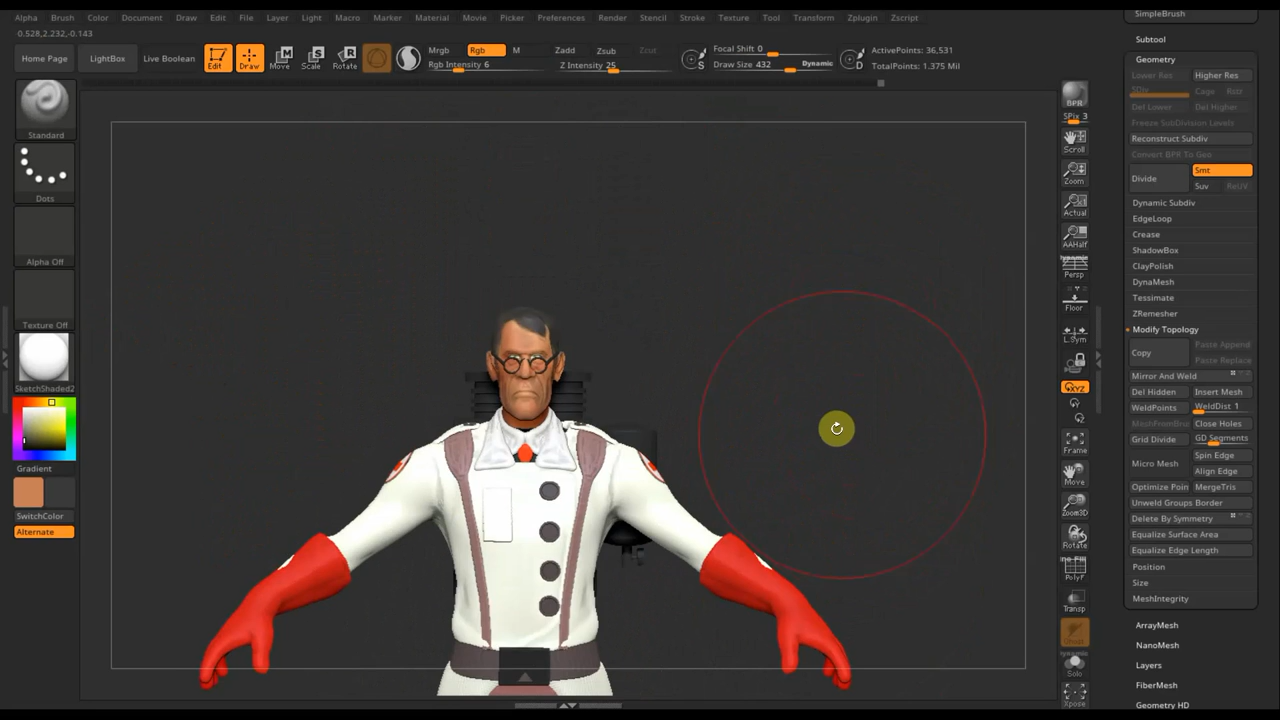 Alpha Brush Color Document Draw Edit File Layer Light Macro Marker Material Movie Picker Preferences Render Stencil Stroke Texture Tool Transform Zplugin Zscript
0.528,2.232,-0.143
Home Page LightBox Live Boolean Edit Draw Move Scale Rotate
Mrgb Rgb M Zadd Zsub Zcut
Rgb Intensity 6 Z Intensity 25
Focal Shift 0
Draw Size 432 Dynamic
ActivePoints: 36,531
TotalPoints: 1.375 Mil
S
D
Standard
Dots
Alpha Off
Texture Off
SketchShaded2
Gradient
SwitchColor
Alternate
BPR
SPix 3
Scroll
Zoom
Actual
AAHalf
Dynamic
Persp
Floor
L.Sym
XYZ
Frame
Move
Zoom3D
Rotate
PolyF
Transp
Dynamic
Solo
Xpose
SimpleBrush
Subtool
Geometry
Lower Res Higher Res
SDiv Cage Rstr
Del Lower Del Higher
Freeze SubDivision Levels
Reconstruct Subdiv
Convert BPR To Geo
Divide Smt
Suv ReUV
Dynamic Subdiv
EdgeLoop
Crease
ShadowBox
ClayPolish
DynaMesh
Tessimate
ZRemesher
Modify Topology
Copy Paste Append
Paste Replace
Mirror And Weld
Del Hidden Insert Mesh
WeldPoints WeldDist 1
MeshFromBru Close Holes
Grid Divide GD Segments
Micro Mesh Spin Edge
Align Edge
Optimize Poin MergeTris
Unweld Groups Border
Delete By Symmetry
Equalize Surface Area
Equalize Edge Length
Position
Size
MeshIntegrity
ArrayMesh
NanoMesh
Layers
FiberMesh
Geometry HD